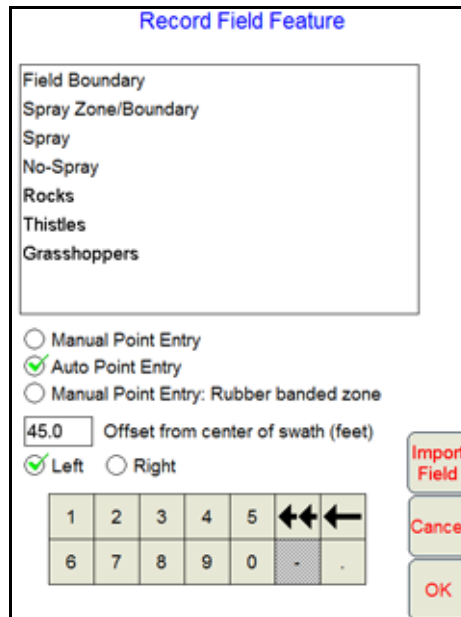 Record Field Feature
Field Boundary
Spray Zone/Boundary
Spray
No-Spray
Rocks
Thistles
Grasshoppers
Manual Point Entry
Auto Point Entry
Manual Point Entry: Rubber banded zone
45.0 Offset from center of swath (feet)
Left Right
Import
Field
1 2 3 4 5
Cance
6 7 8 9 0 - .
OK